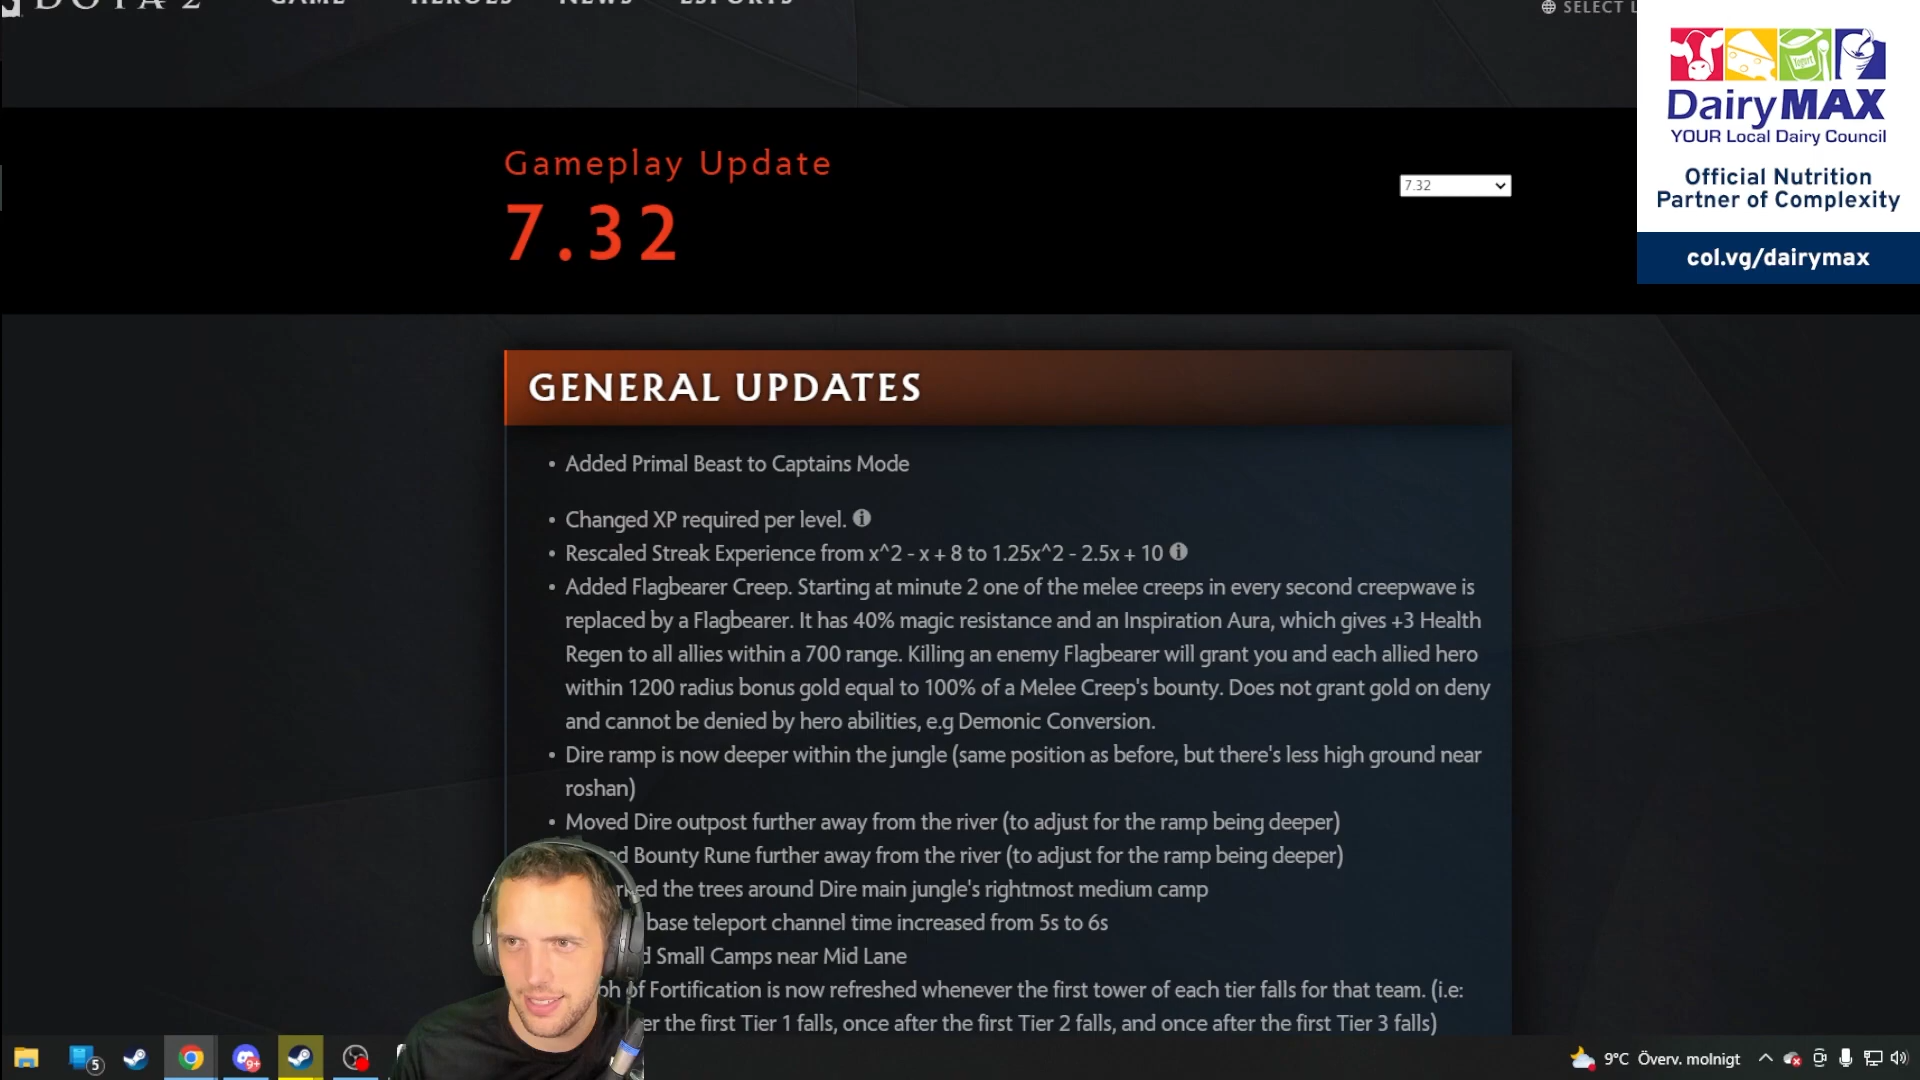 DOTA 2 GAME HEROES NEWS ESPORTS SELECT L
DairyMAX
YOUR Local Dairy Council
Official Nutrition
Partner of Complexity
col.vg/dairymax
Gameplay Update
7.32
7.32
GENERAL UPDATES
• Added Primal Beast to Captains Mode
• Changed XP required per level.
• Rescaled Streak Experience from x^2 - x + 8 to 1.25x^2 - 2.5x + 10
• Added Flagbearer Creep. Starting at minute 2 one of the melee creeps in every second creepwave is
replaced by a Flagbearer. It has 40% magic resistance and an Inspiration Aura, which gives +3 Health
Regen to all allies within a 700 range. Killing an enemy Flagbearer will grant you and each allied hero
within 1200 radius bonus gold equal to 100% of a Melee Creep's bounty. Does not grant gold on deny
and cannot be denied by hero abilities, e.g Demonic Conversion.
• Dire ramp is now deeper within the jungle (same position as before, but there's less high ground near
roshan)
• Moved Dire outpost further away from the river (to adjust for the ramp being deeper)
Bounty Rune further away from the river (to adjust for the ramp being deeper)
the trees around Dire main jungle's rightmost medium camp
base teleport channel time increased from 5s to 6s
Small Camps near Mid Lane
of Fortification is now refreshed whenever the first tower of each tier falls for that team. (i.e:
the first Tier 1 falls, once after the first Tier 2 falls, and once after the first Tier 3 falls)
5 9+ 9°C Överv. molnigt